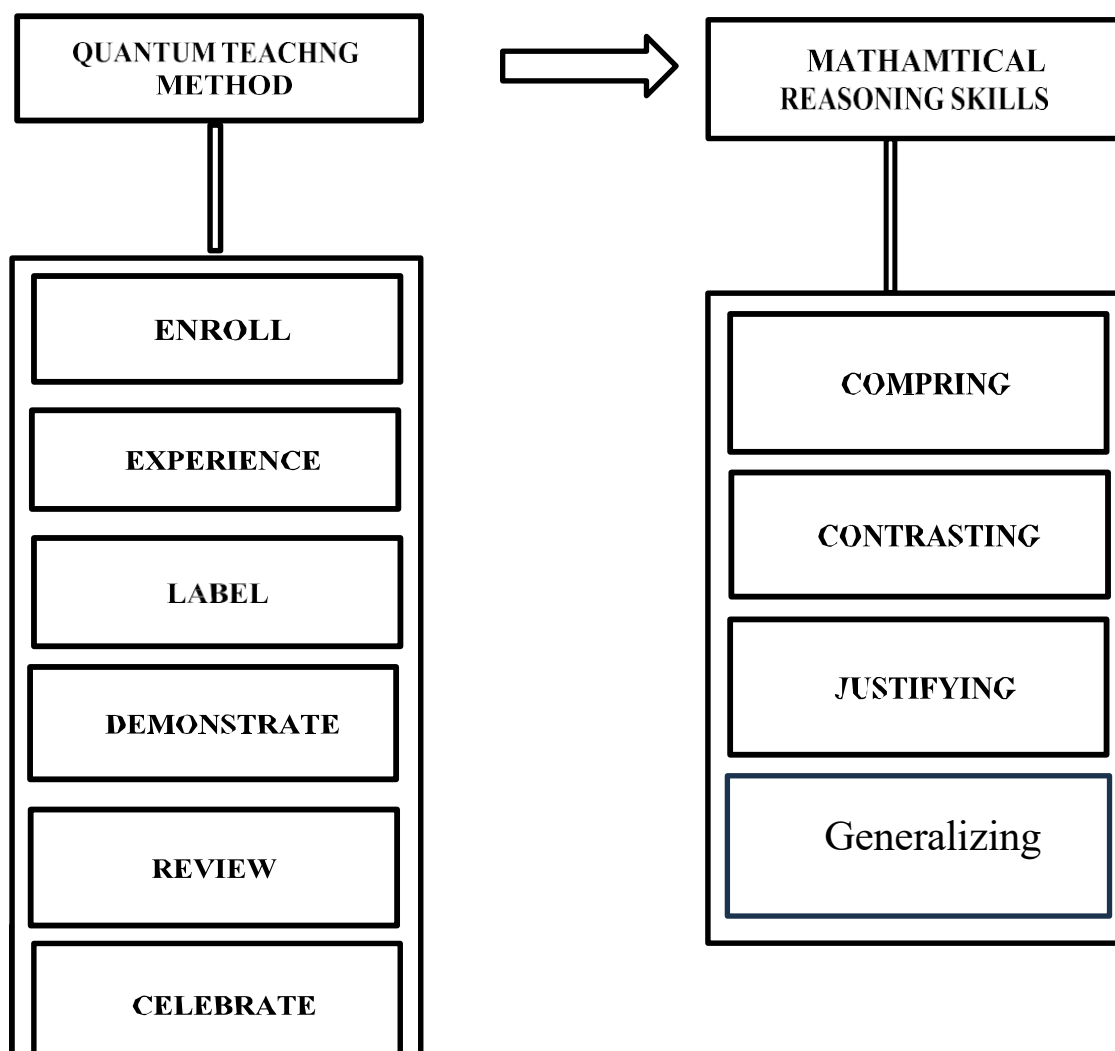 QUANTUM TEACHNG
METHOD
MATHAMTICAL
REASONING SKILLS
ENROLL
EXPERIENCE
LABEL
DEMONSTRATE
REVIEW
CELEBRATE
COMPRING
CONTRASTING
JUSTIFYING
Generalizing